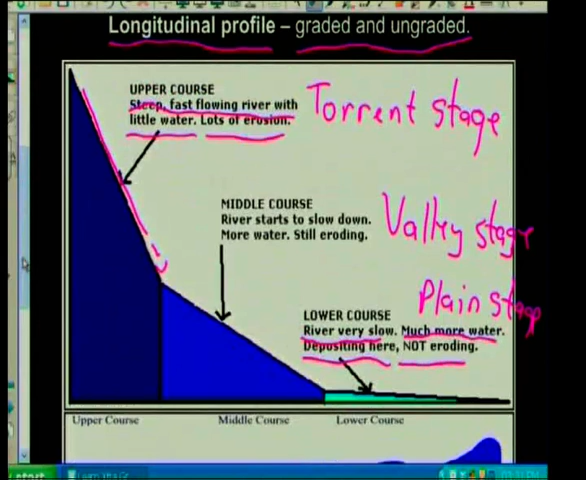 Longitudinal profile – graded and ungraded.
UPPER COURSE
Steep, fast flowing river with
little water. Lots of erosion.
Torrent stage
MIDDLE COURSE
River starts to slow down.
More water. Still eroding.
Valley stage
Plain stage
LOWER COURSE
River very slow. Much more water.
Depositing here, NOT eroding.
Upper Course Middle Course Lower Course
start